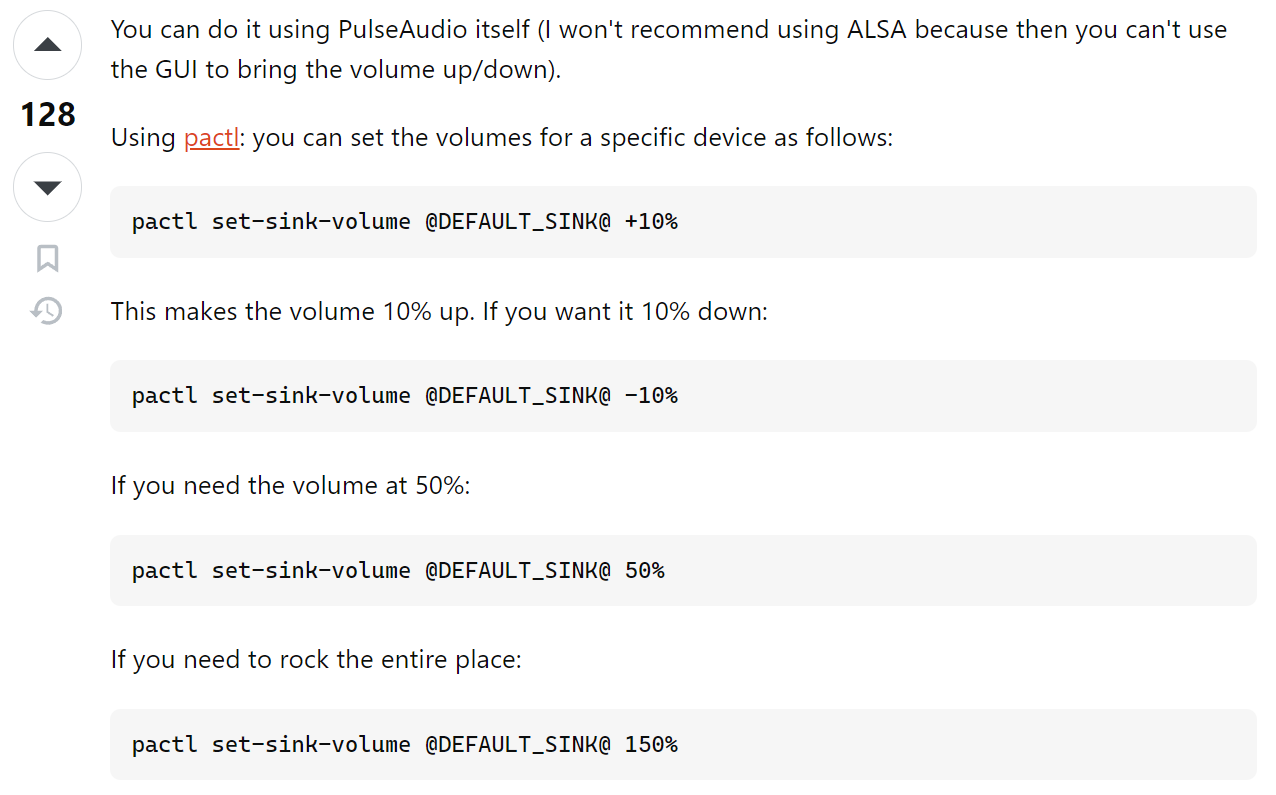 You can do it using PulseAudio itself (I won't recommend using ALSA because then you can't use
the GUI to bring the volume up/down).
128
Using pactl: you can set the volumes for a specific device as follows:
pactl set-sink-volume @DEFAULT_SINK@ +10%
This makes the volume 10% up. If you want it 10% down:
pactl set-sink-volume @DEFAULT_SINK@ -10%
If you need the volume at 50%:
pactl set-sink-volume @DEFAULT_SINK@ 50%
If you need to rock the entire place:
pactl set-sink-volume @DEFAULT_SINK@ 150%